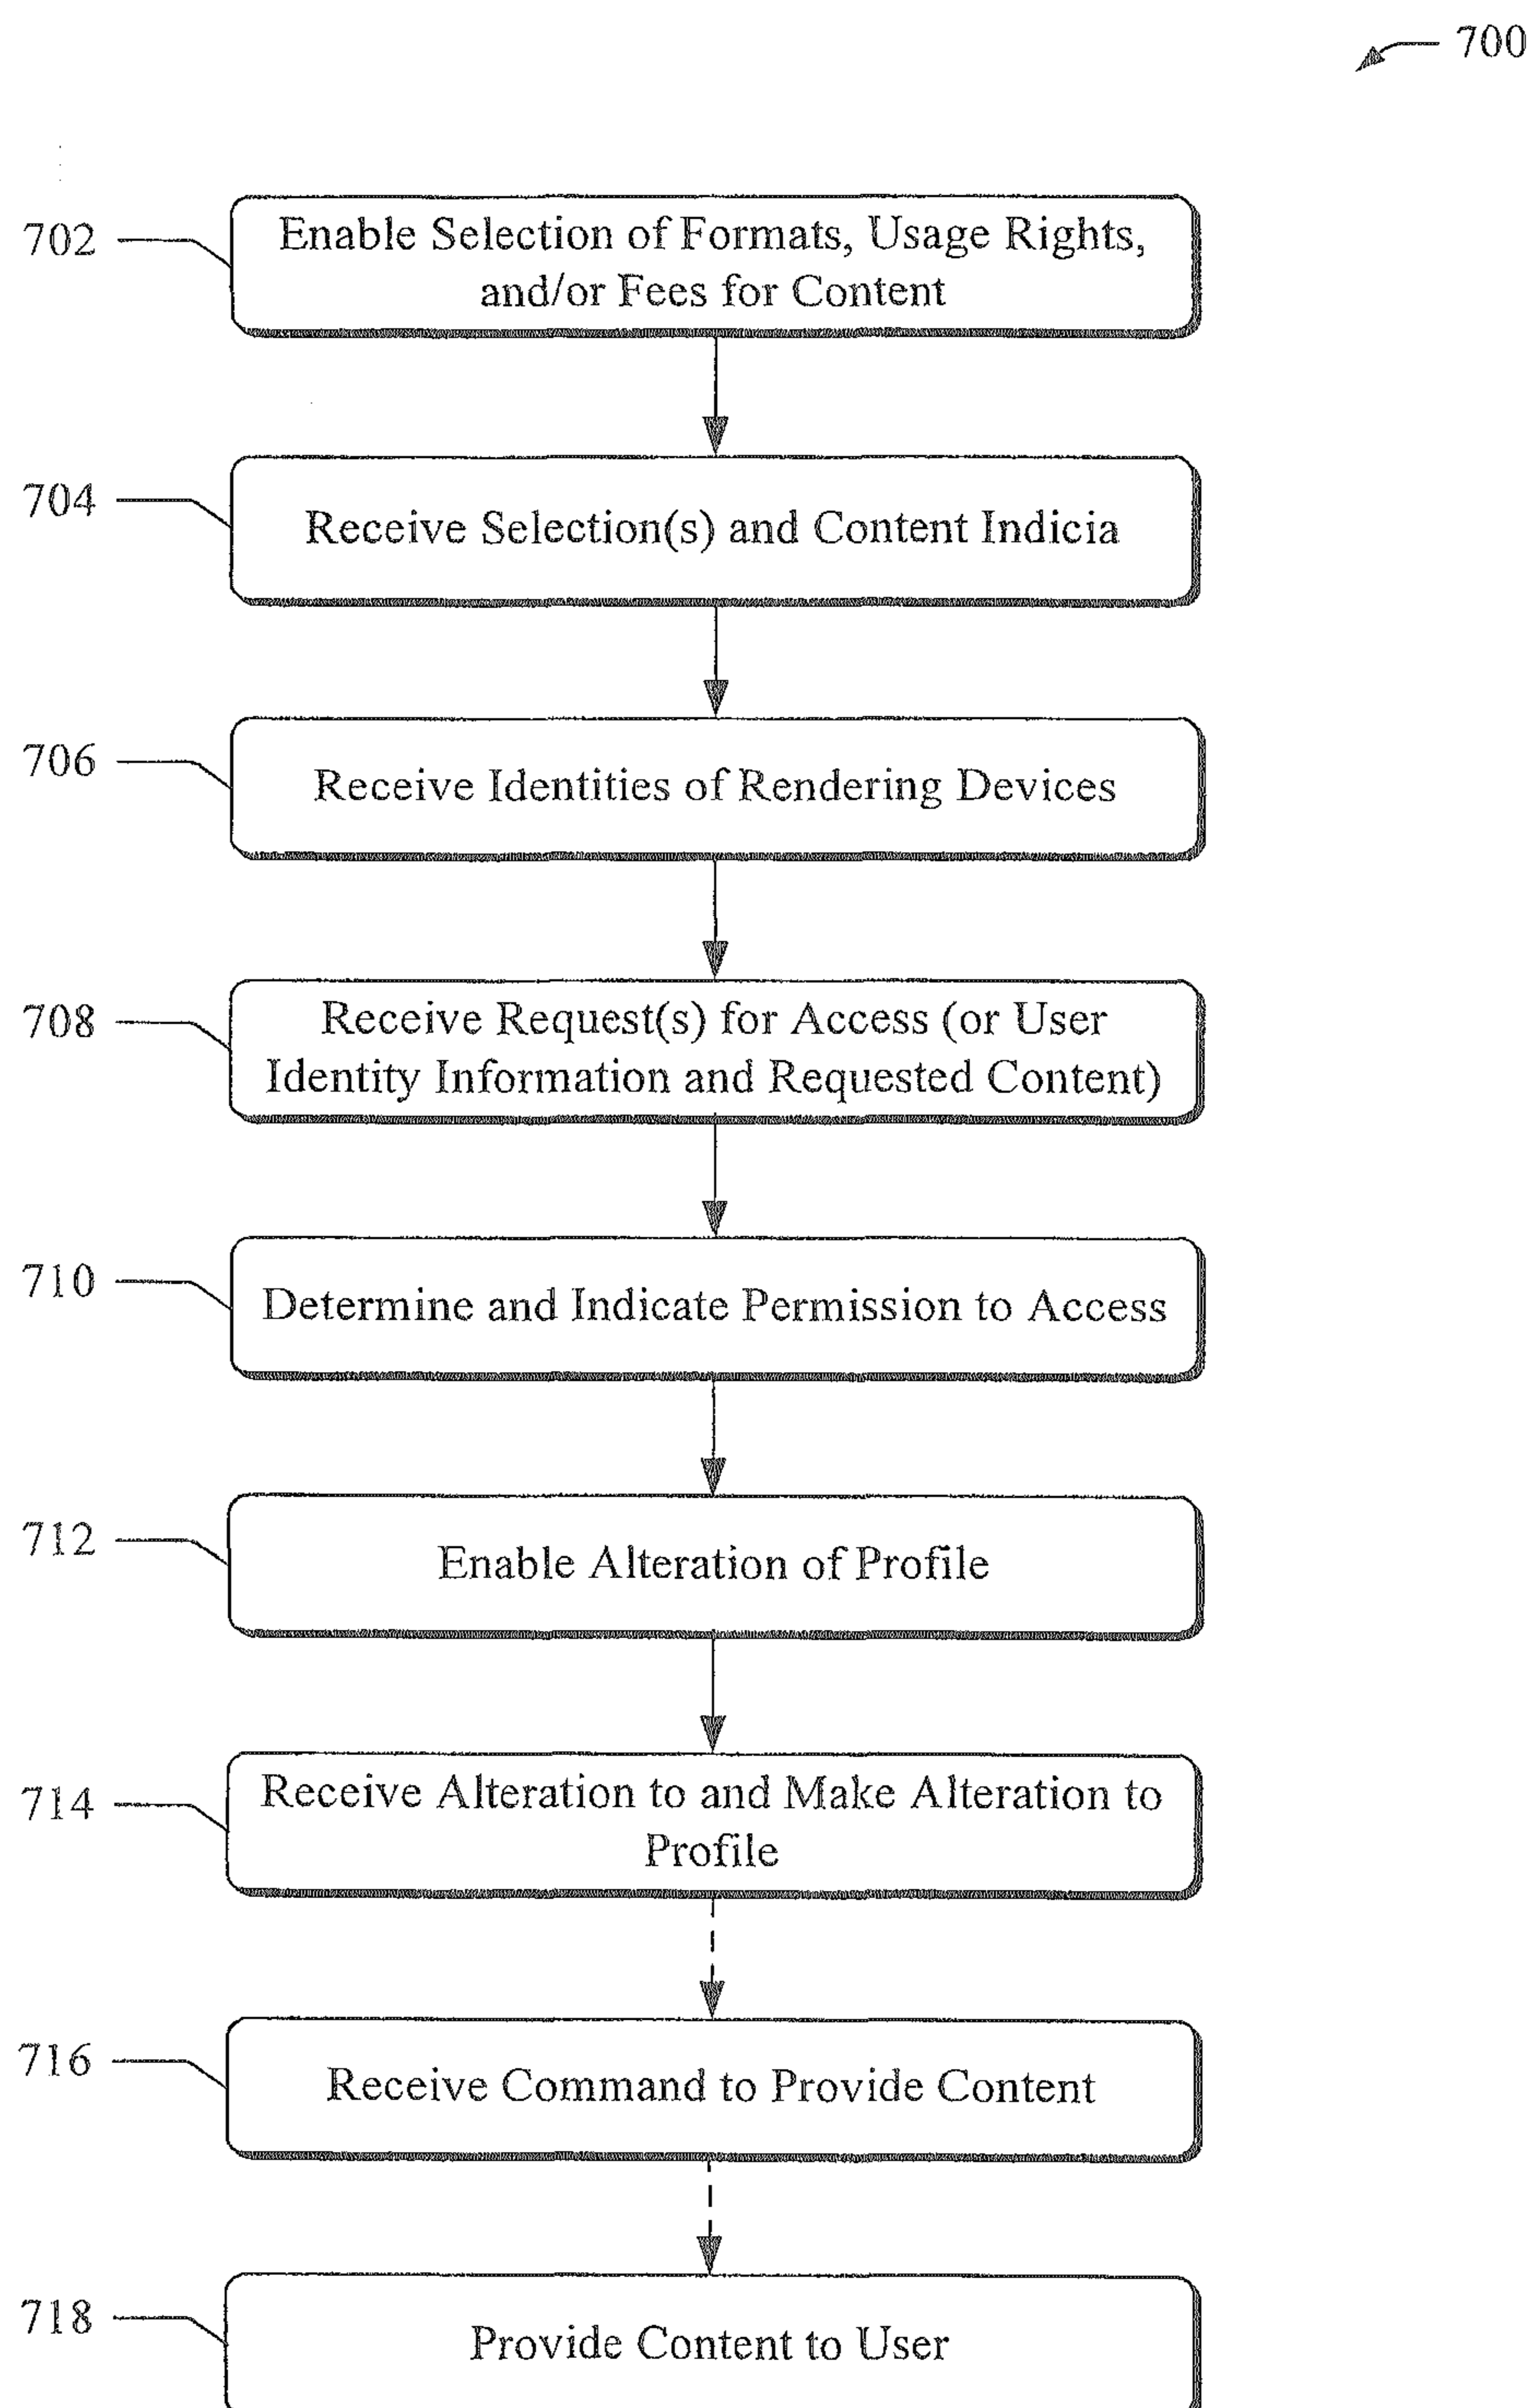 700
702
Enable Selection of Formats, Usage Rights,
and/or Fees for Content
704
Receive Selection(s) and Content Indicia
706
Receive Identities of Rendering Devices
708
Receive Request(s) for Access (or User
Identity Information and Requested Content)
710
Determine and Indicate Permission to Access
712
Enable Alteration of Profile
714
Receive Alteration to and Make Alteration to
Profile
716
Receive Command to Provide Content
718
Provide Content to User